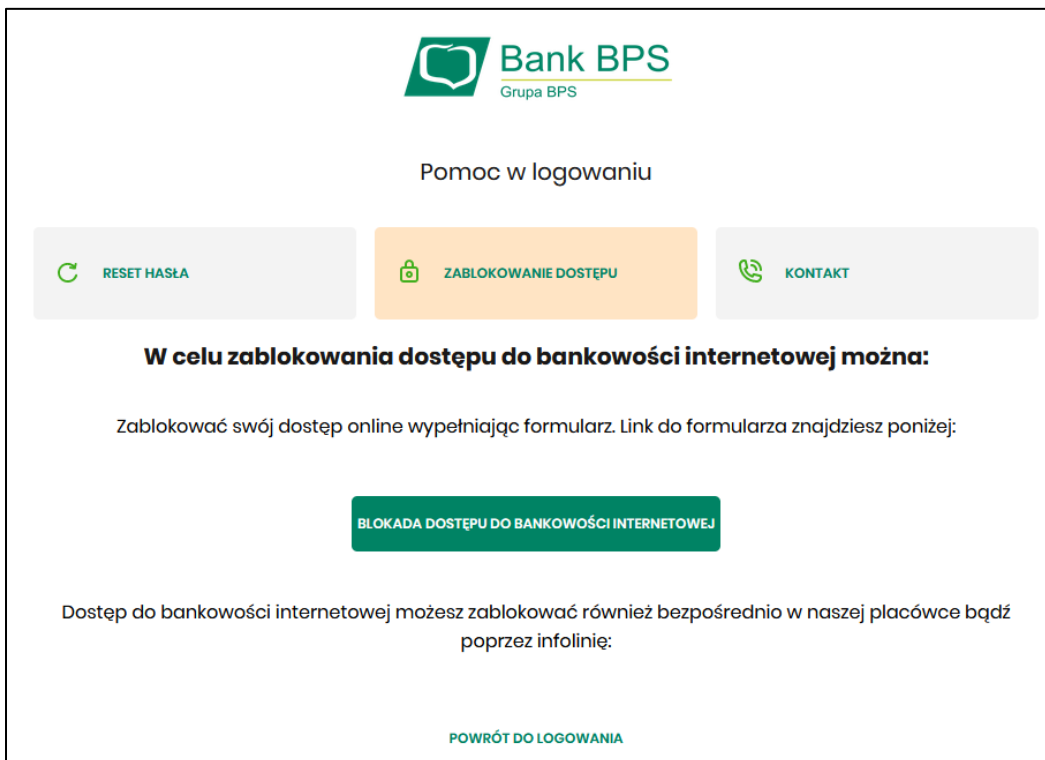 Bank BPS
Grupa BPS
Pomoc w logowaniu
RESET HASŁA
ZABLOKOWANIE DOSTĘPU
KONTAKT
W celu zablokowania dostępu do bankowości internetowej można:
Zablokować swój dostęp online wypełniając formularz. Link do formularza znajdziesz poniżej:
BLOKADA DOSTĘPU DO BANKOWOŚCI INTERNETOWEJ
Dostęp do bankowości internetowej możesz zablokować również bezpośrednio w naszej placówce bądź
poprzez infolinię:
POWRÓT DO LOGOWANIA